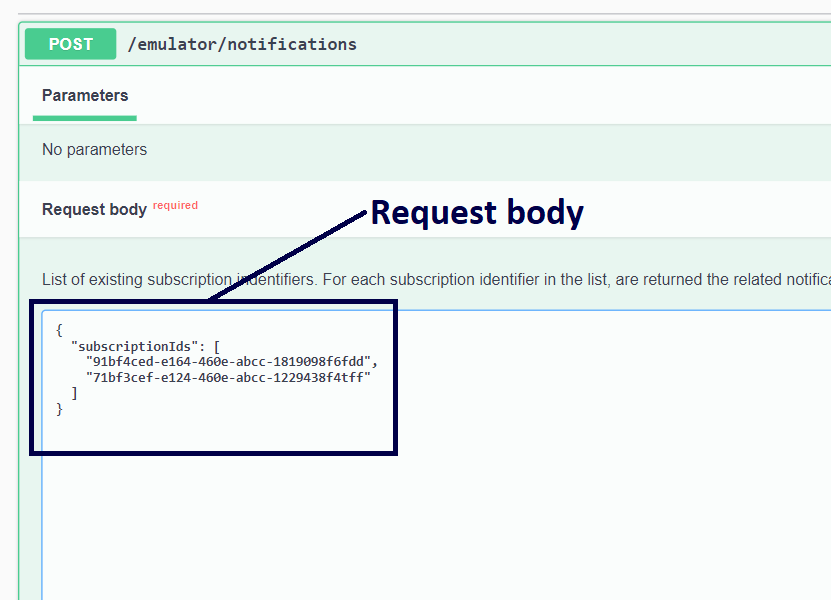 POST /emulator/notifications
Parameters
No parameters
Request body required
Request body
List of existing subscription indentifiers. For each subscription identifier in the list, are returned the related notifica
{
"subscriptionIds": [
"91bf4ced-e164-460e-abcc-1819098f6fdd",
"71bf3cef-e124-460e-abcc-1229438f4tff"
]
}